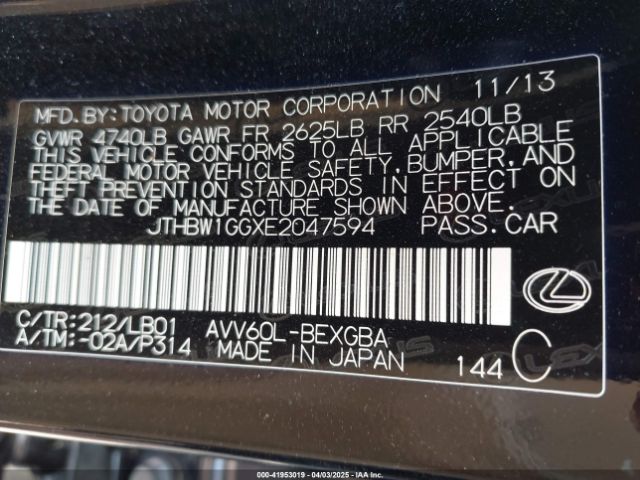 MFD. BY: TOYOTA MOTOR CORPORATION 11/13
GVWR 4740LB GAWR FR 2625LB RR 2540LB
THIS VEHICLE CONFORMS TO ALL APPLICABLE
FEDERAL MOTOR VEHICLE SAFETY, BUMPER, AND
THEFT PREVENTION STANDARDS IN EFFECT ON
THE DATE OF MANUFACTURE SHOWN ABOVE.
JTHBW1GGXE2047594 PASS. CAR
C/TR: 212/LB01 AVV60L-BEXGBA
A/TM: -02A/P314 MADE IN JAPAN 144 C
000-41953019 - 04/03/2025 - IAAI.COM